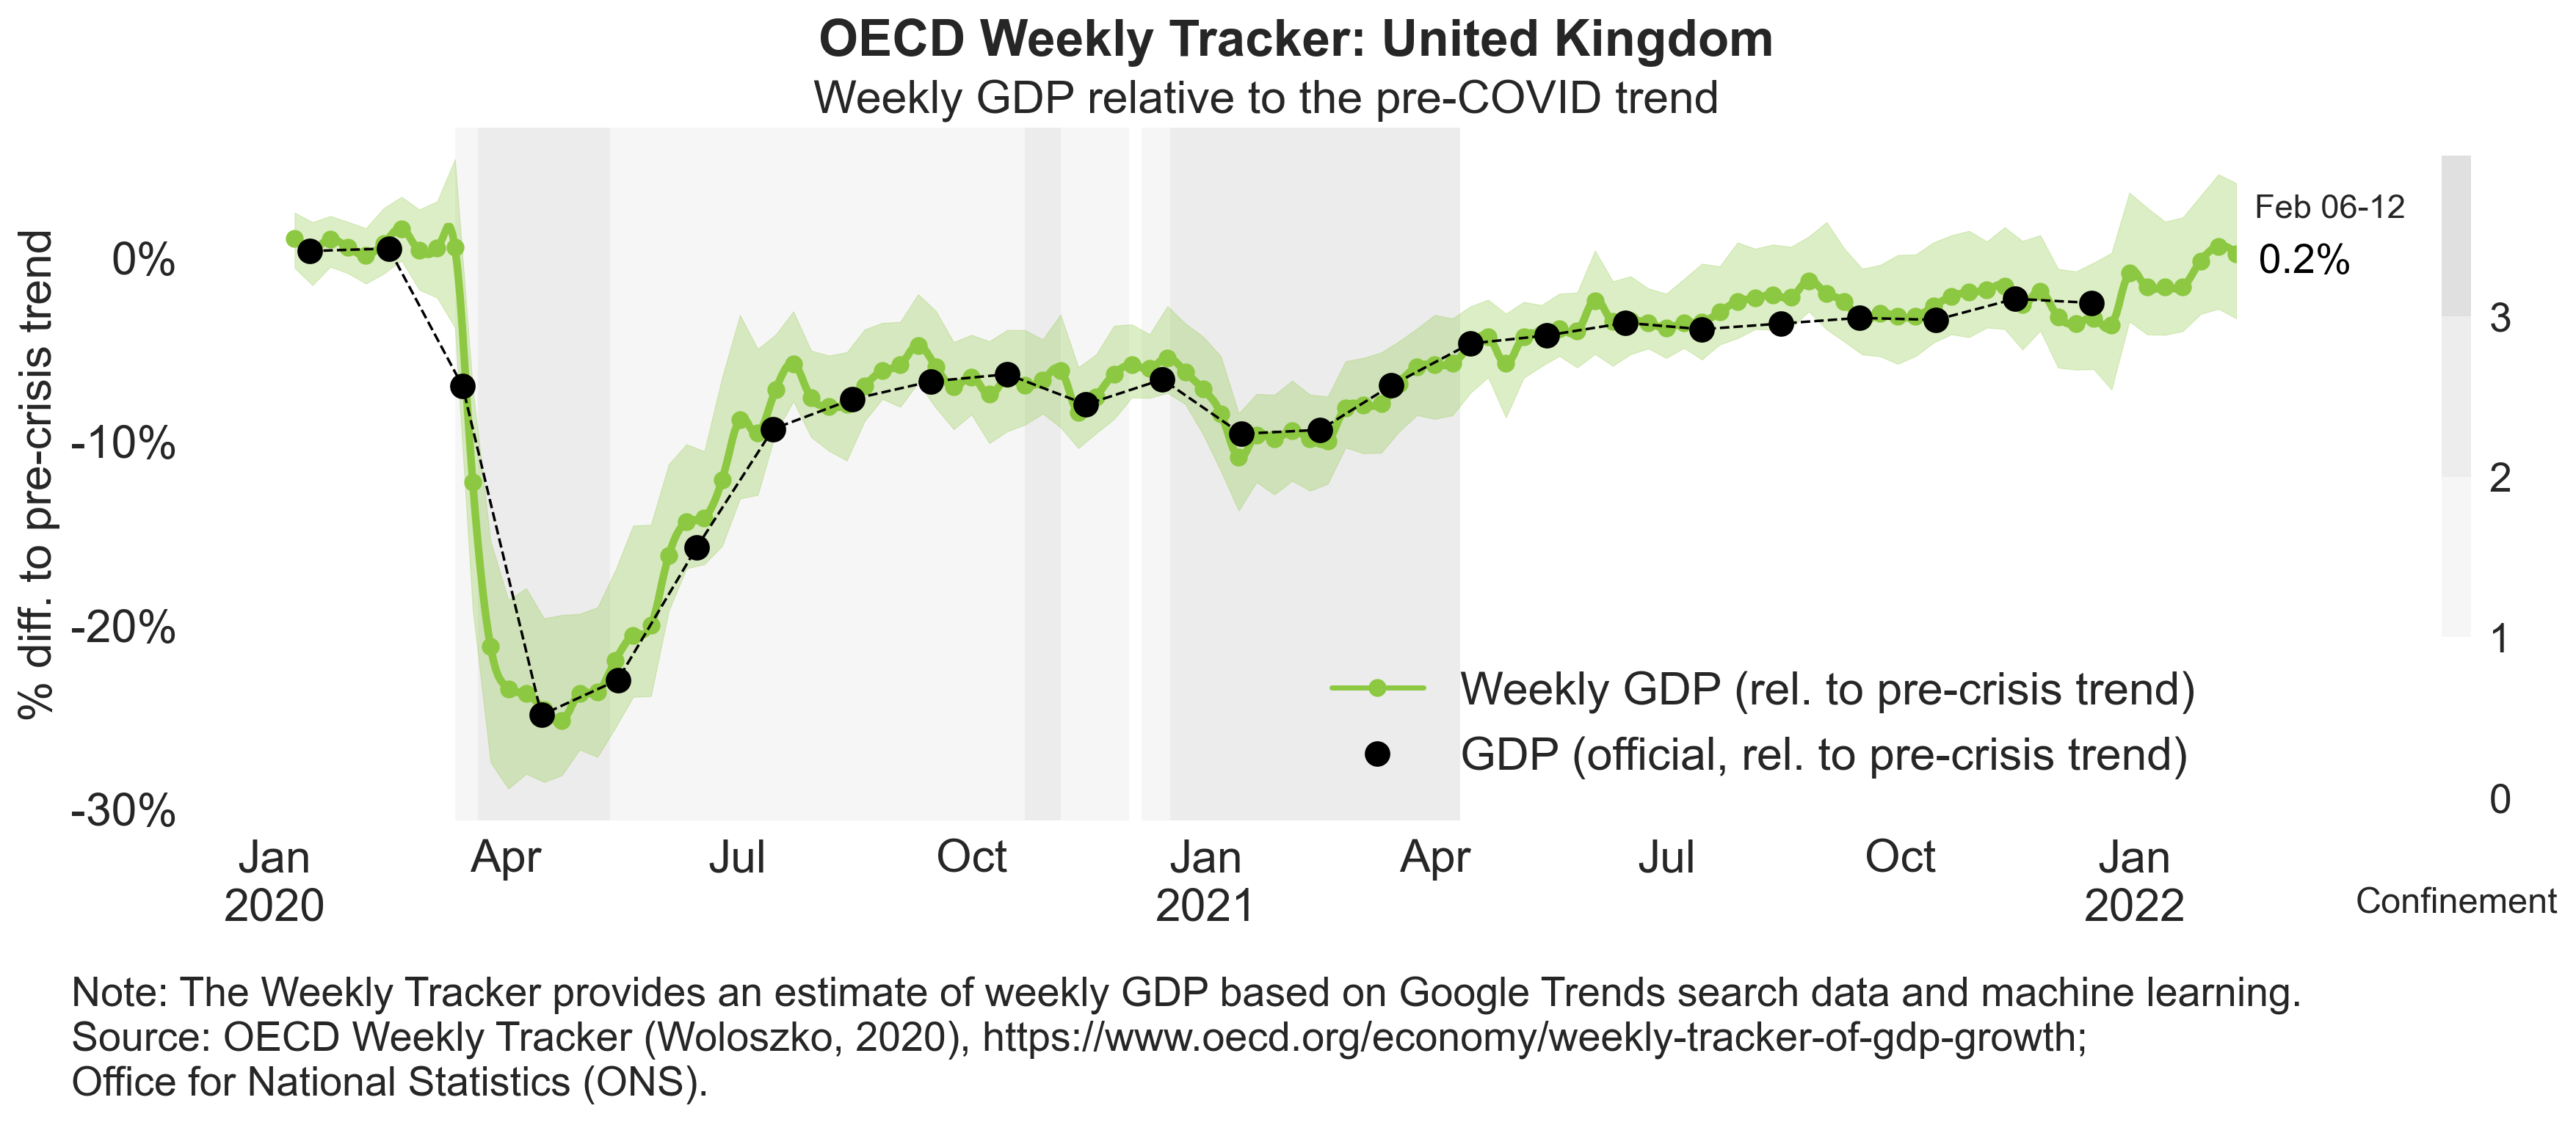 OECD Weekly Tracker: United Kingdom
Weekly GDP relative to the pre-COVID trend
% diff. to pre-crisis trend
0%
-10%
-20%
-30%
Feb 06-12
0.2%
3
2
1
0
Weekly GDP (rel. to pre-crisis trend)
GDP (official, rel. to pre-crisis trend)
Jan Apr Jul Oct Jan Apr Jul Oct Jan
2020 2021 2022
Confinement
Note: The Weekly Tracker provides an estimate of weekly GDP based on Google Trends search data and machine learning.
Source: OECD Weekly Tracker (Woloszko, 2020), https://www.oecd.org/economy/weekly-tracker-of-gdp-growth;
Office for National Statistics (ONS).